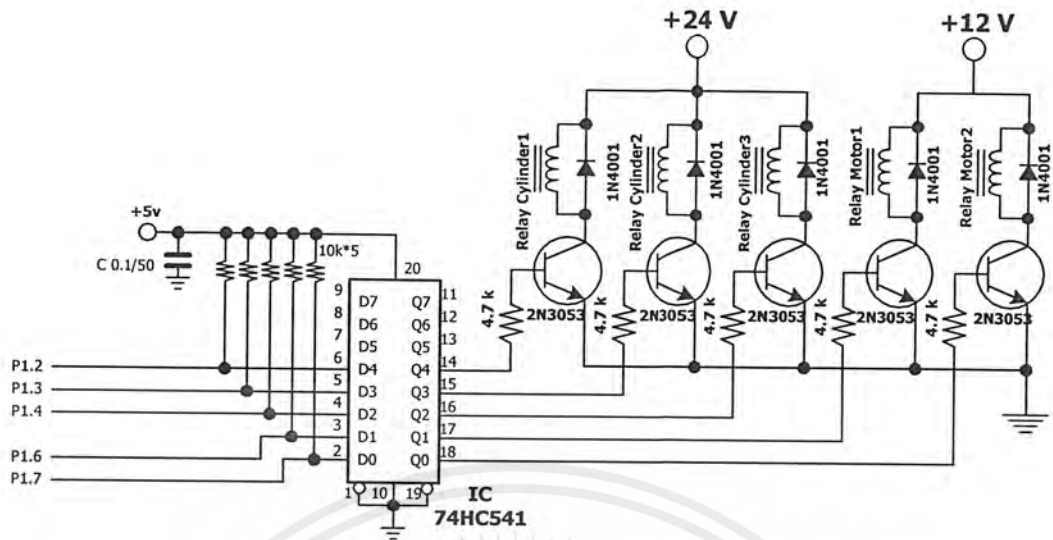 +24 V
+12 V
Relay Cylinder1
1N4001
Relay Cylinder2
1N4001
Relay Cylinder3
1N4001
Relay Motor1
1N4001
Relay Motor2
1N4001
+5v
C 0.1/50
10k*5
20
9 D7 Q7 11
8 D6 Q6 12
7 D5 Q5 13
6 D4 Q4 14
5 D3 Q3 15
4 D2 Q2 16
3 D1 Q1 17
2 D0 Q0 18
1 10 19
IC
74HC541
P1.2
P1.3
P1.4
P1.6
P1.7
4.7 k
2N3053
4.7 k
2N3053
4.7 k
2N3053
4.7 k
2N3053
4.7 k
2N3053